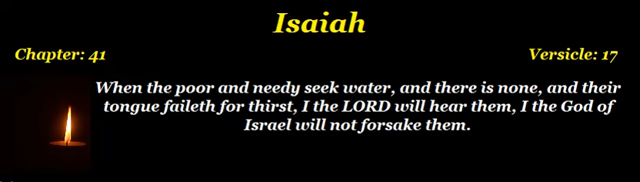 Isaiah
Chapter: 41 Versicle: 17
When the poor and needy seek water, and there is none, and their
tongue faileth for thirst, I the LORD will hear them, I the God of
Israel will not forsake them.